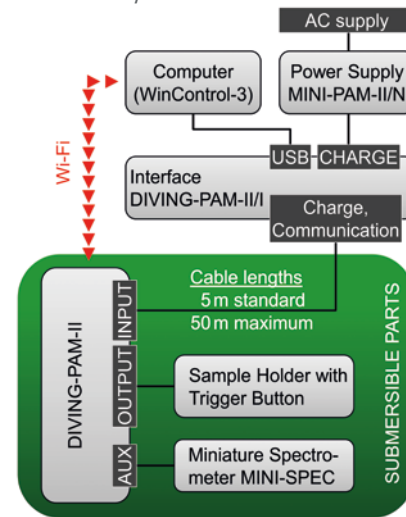 AC supply
Computer
(WinControl-3)
Power Supply
MINI-PAM-II/N
Wi-Fi
USB
CHARGE
Interface
DIVING-PAM-II/I
Charge,
Communication
Cable lengths
5 m standard
50 m maximum
DIVING-PAM-II
INPUT
OUTPUT
AUX
Sample Holder with
Trigger Button
Miniature Spectro-
meter MINI-SPEC
SUBMERSIBLE PARTS